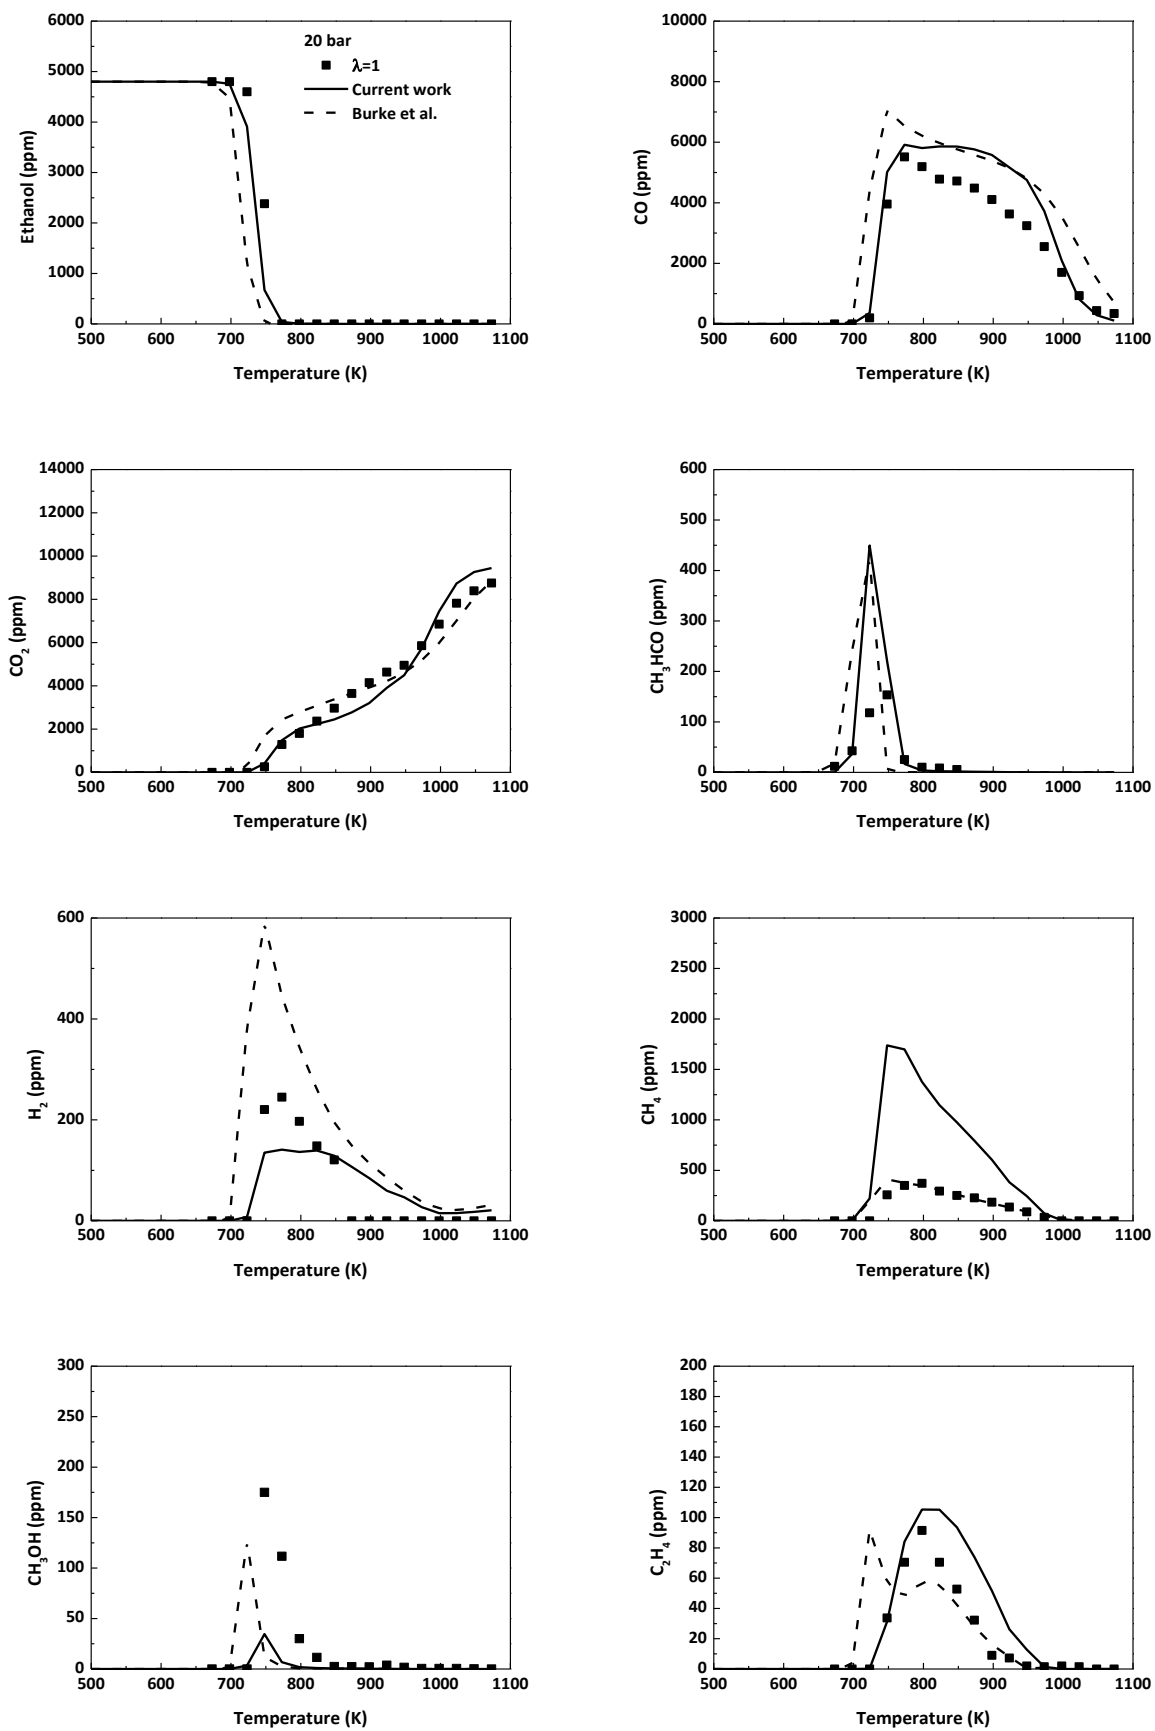 6000
5000
4000
3000
2000
1000
0
Ethanol (ppm)
20 bar
λ=1
Current work
Burke et al.
500 600 700 800 900 1000 1100
Temperature (K)
10000
8000
6000
4000
2000
0
CO (ppm)
500 600 700 800 900 1000 1100
Temperature (K)
14000
12000
10000
8000
6000
4000
2000
0
CO₂ (ppm)
500 600 700 800 900 1000 1100
Temperature (K)
600
500
400
300
200
100
0
CH₃HCO (ppm)
500 600 700 800 900 1000 1100
Temperature (K)
600
400
200
0
H₂ (ppm)
500 600 700 800 900 1000 1100
Temperature (K)
3000
2500
2000
1500
1000
500
0
CH₄ (ppm)
500 600 700 800 900 1000 1100
Temperature (K)
300
250
200
150
100
50
0
CH₃OH (ppm)
500 600 700 800 900 1000 1100
Temperature (K)
200
180
160
140
120
100
80
60
40
20
0
C₂H₄ (ppm)
500 600 700 800 900 1000 1100
Temperature (K)